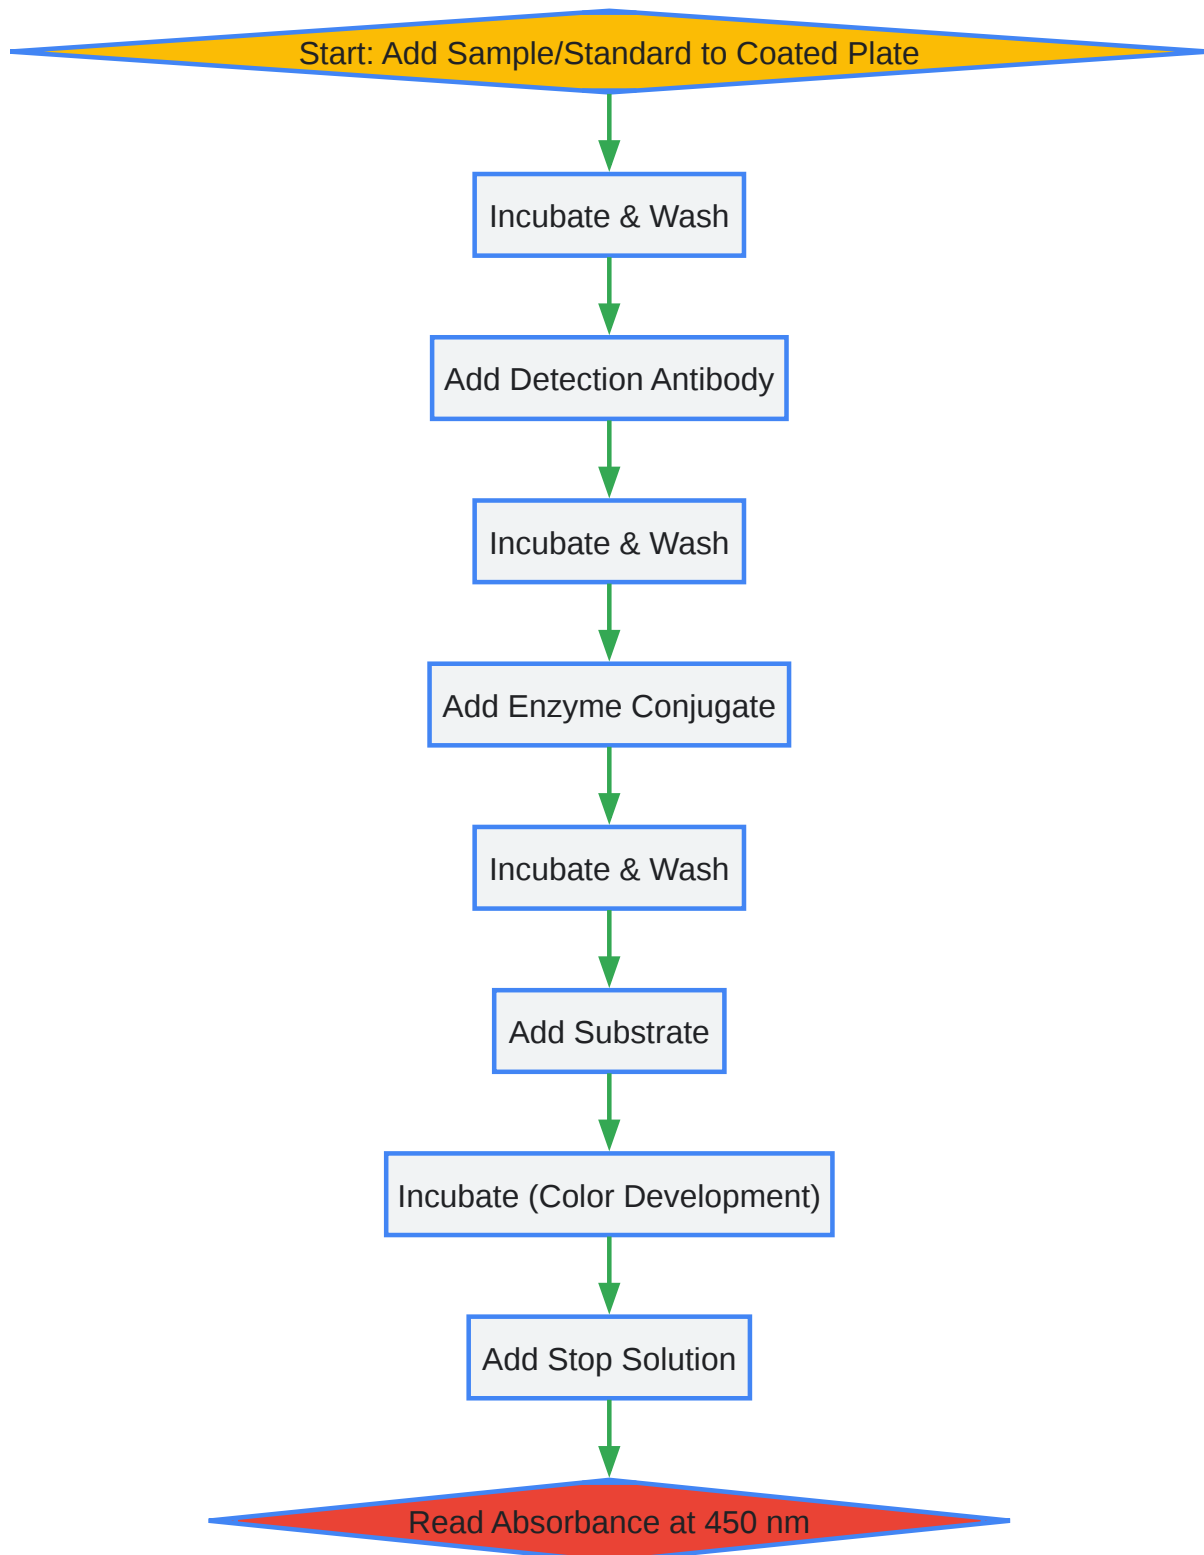 Start: Add Sample/Standard to Coated Plate
Incubate & Wash
Add Detection Antibody
Incubate & Wash
Add Enzyme Conjugate
Incubate & Wash
Add Substrate
Incubate (Color Development)
Add Stop Solution
Read Absorbance at 450 nm